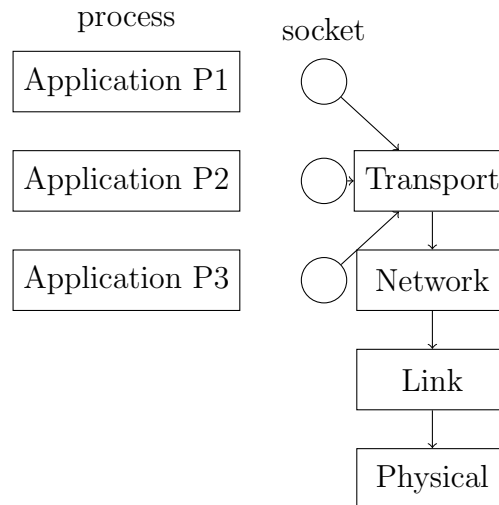 process
socket
Application P1
Application P2
Transport
Application P3
Network
Link
Physical